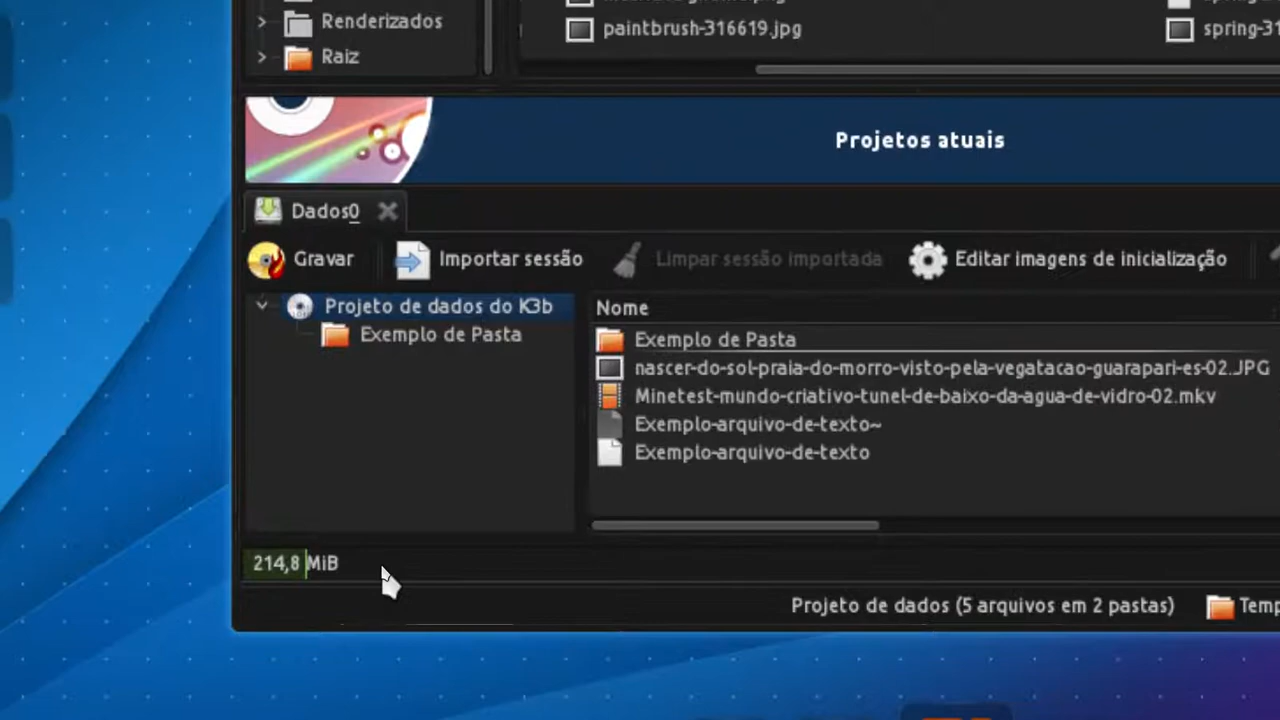 Renderizados
paintbrush-316619.jpg
spring-31
Raiz
Projetos atuais
Dados0
Gravar
Importar sessão
Limpar sessão importada
Editar imagens de inicialização
Projeto de dados do K3b
Exemplo de Pasta
Nome
Exemplo de Pasta
nascer-do-sol-praia-do-morro-visto-pela-vegatacao-guarapari-es-02.JPG
Minetest-mundo-criativo-tunel-de-baixo-da-agua-de-vidro-02.mkv
Exemplo-arquivo-de-texto~
Exemplo-arquivo-de-texto
214,8 MiB
Projeto de dados (5 arquivos em 2 pastas)
Temp